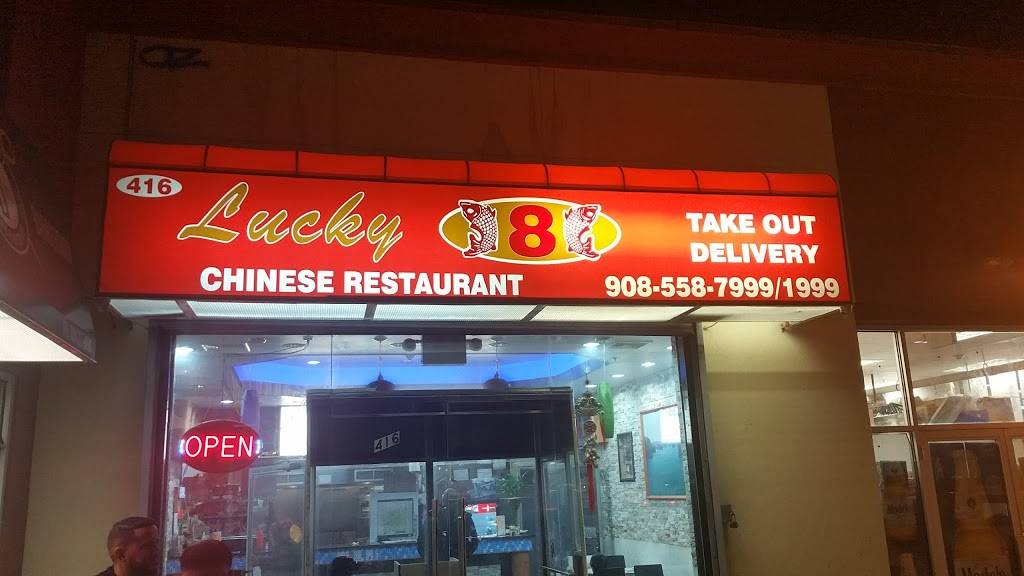 416
Lucky 8
CHINESE RESTAURANT
TAKE OUT
DELIVERY
908-558-7999/1999
416
OPEN